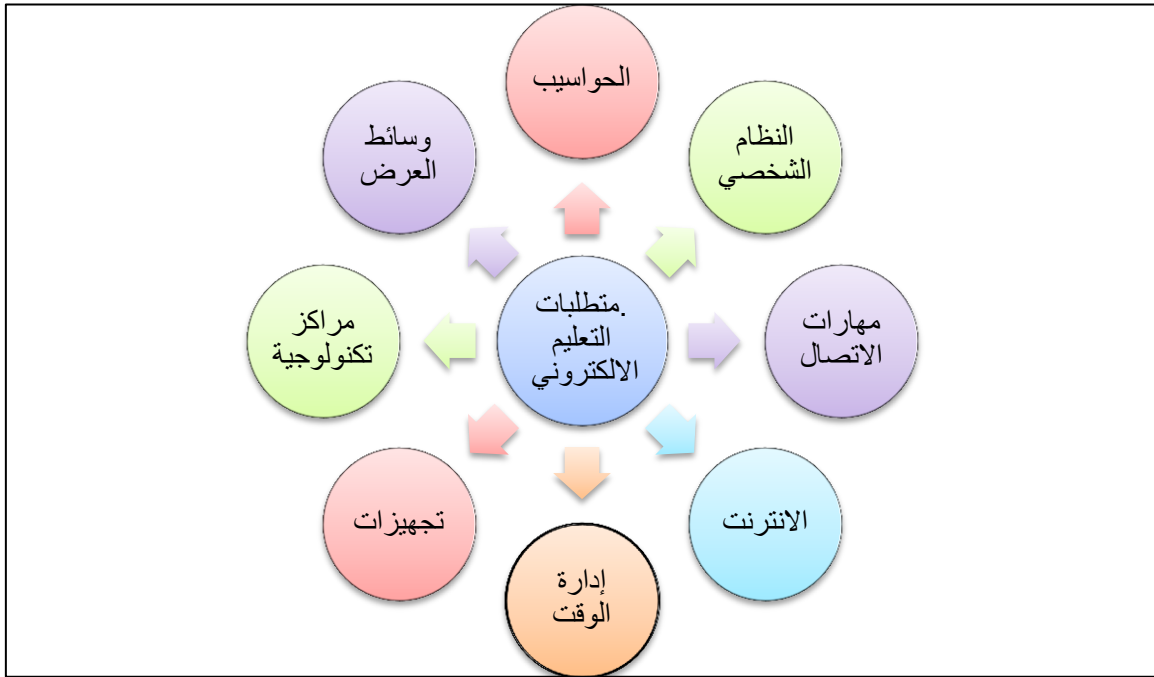 الحواسيب
النظام
الشخصي
مهارات
الاتصال
الانترنت
إدارة
الوقت
تجهيزات
مراكز
تكنولوجية
وسائط
العرض
.متطلبات
التعليم
الالكتروني